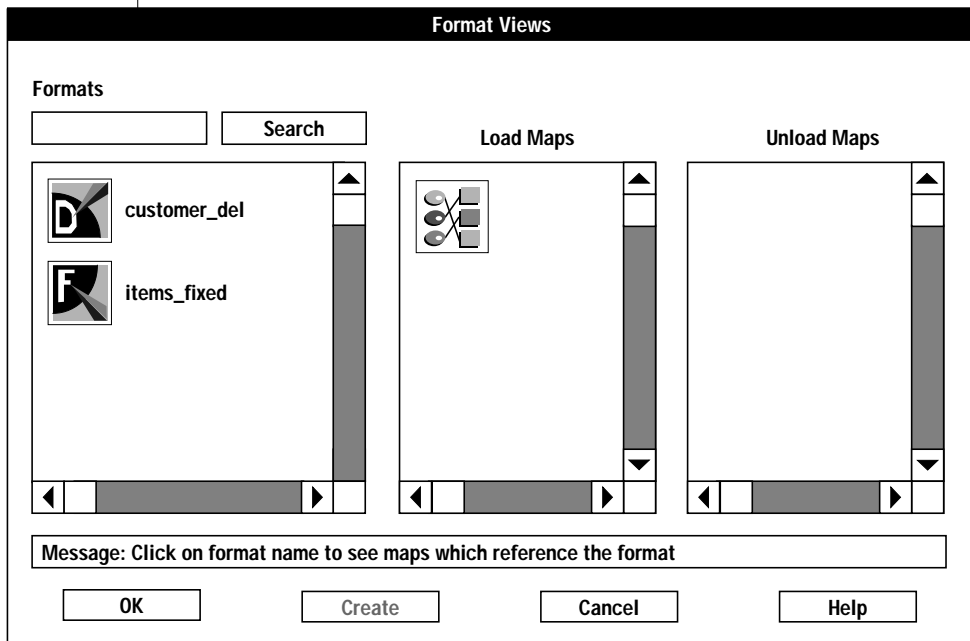 Format Views
Formats
Search
Load Maps
Unload Maps
D
customer_del
F
items_fixed
Message: Click on format name to see maps which reference the format
OK
Create
Cancel
Help